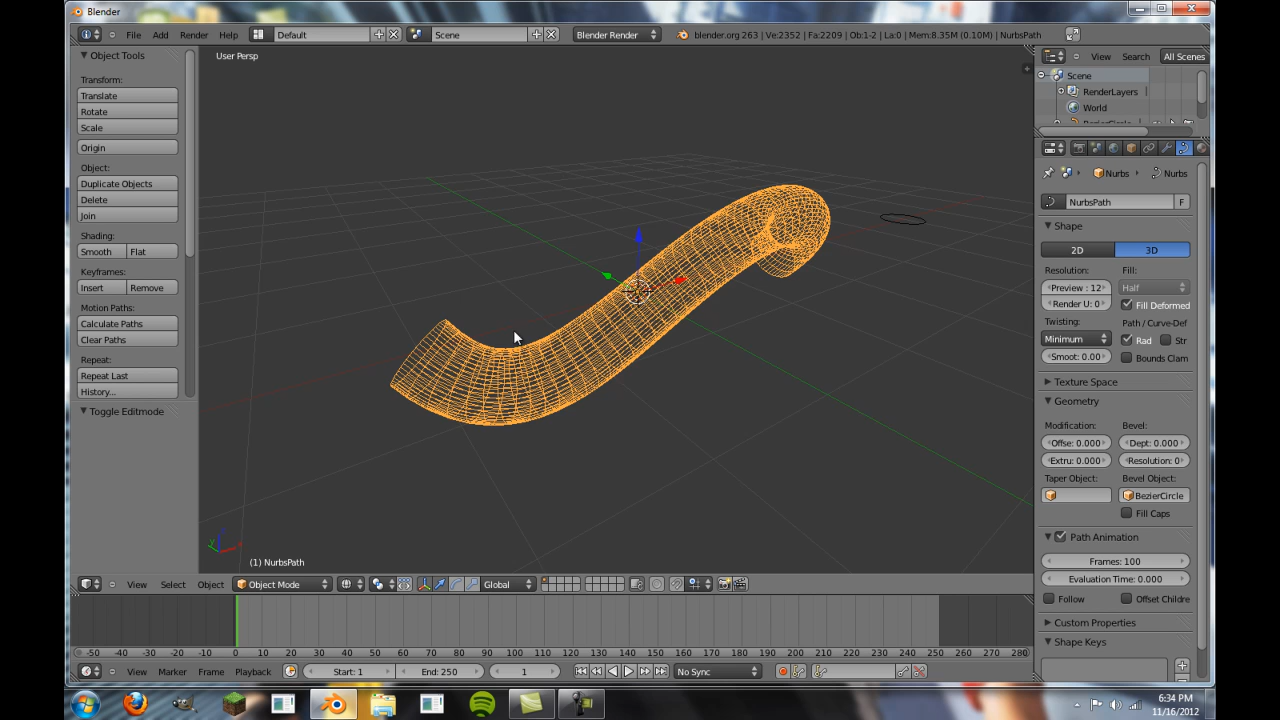 Blender
File Add Render Help Default Scene Blender Render blender.org 263 | Ve:2352 | Fa:2209 | Ob:1-2 | La:0 | Mem:8.35M (0.10M) | NurbsPath
Object Tools
User Persp
View Search All Scenes
Scene
RenderLayers
World
Transform:
Translate
Rotate
Scale
Origin
Object:
Duplicate Objects
Delete
Join
Shading:
Smooth Flat
Keyframes:
Insert Remove
Motion Paths:
Calculate Paths
Clear Paths
Repeat:
Repeat Last
History...
Toggle Editmode
Nurbs Nurbs
NurbsPath F
Shape
2D 3D
Resolution: Fill:
Preview : 12 Half
Render U: 0 Fill Deformed
Twisting: Path / Curve-Def
Minimum Rad Str
Smoot: 0.00 Bounds Clam
Texture Space
Geometry
Modification: Bevel:
Offse: 0.000 Dept: 0.000
Extru: 0.000 Resolution: 0
Taper Object: Bevel Object:
BezierCircle
Fill Caps
Path Animation
Frames: 100
Evaluation Time: 0.000
Follow Offset Childre
Custom Properties
Shape Keys
(1) NurbsPath
View Select Object Object Mode Global
-50 -40 -30 -20 -10 0 10 20 30 40 50 60 70 80 90 100 110 120 130 140 150 160 170 180 190 200 210 220 230 240 250 260 270 280
View Marker Frame Playback Start: 1 End: 250 1 No Sync
6:34 PM
11/16/2012